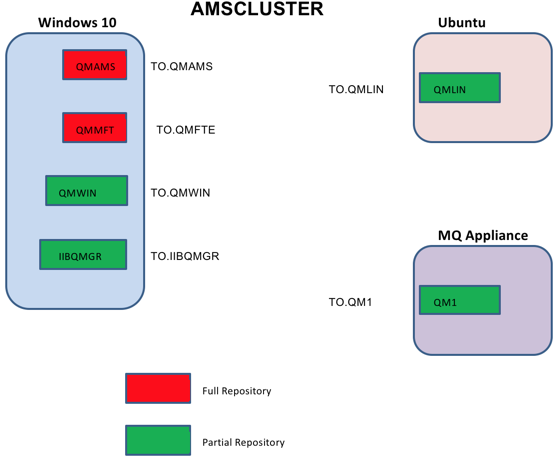 AMSCLUSTER
Windows 10
QMAMS
TO.QMAMS
QMMFT
TO.QMFTE
QMWIN
TO.QMWIN
IIBQMGR
TO.IIBQMGR
Ubuntu
TO.QMLIN
QMLIN
MQ Appliance
TO.QM1
QM1
Full Repository
Partial Repository